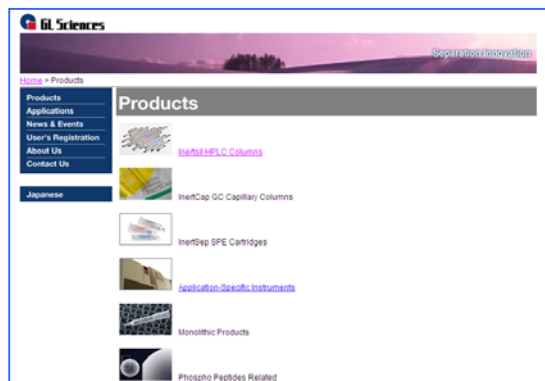 GL Sciences
Separation Innovation
Home > Products
Products
Applications
News & Events
User's Registration
About Us
Contact Us
Japanese
Products
Inertsil HPLC Columns
InertCap GC Capillary Columns
InertSep SPE Cartridges
Application-Specific Instruments
Monolithic Products
Phospho Peptides Related